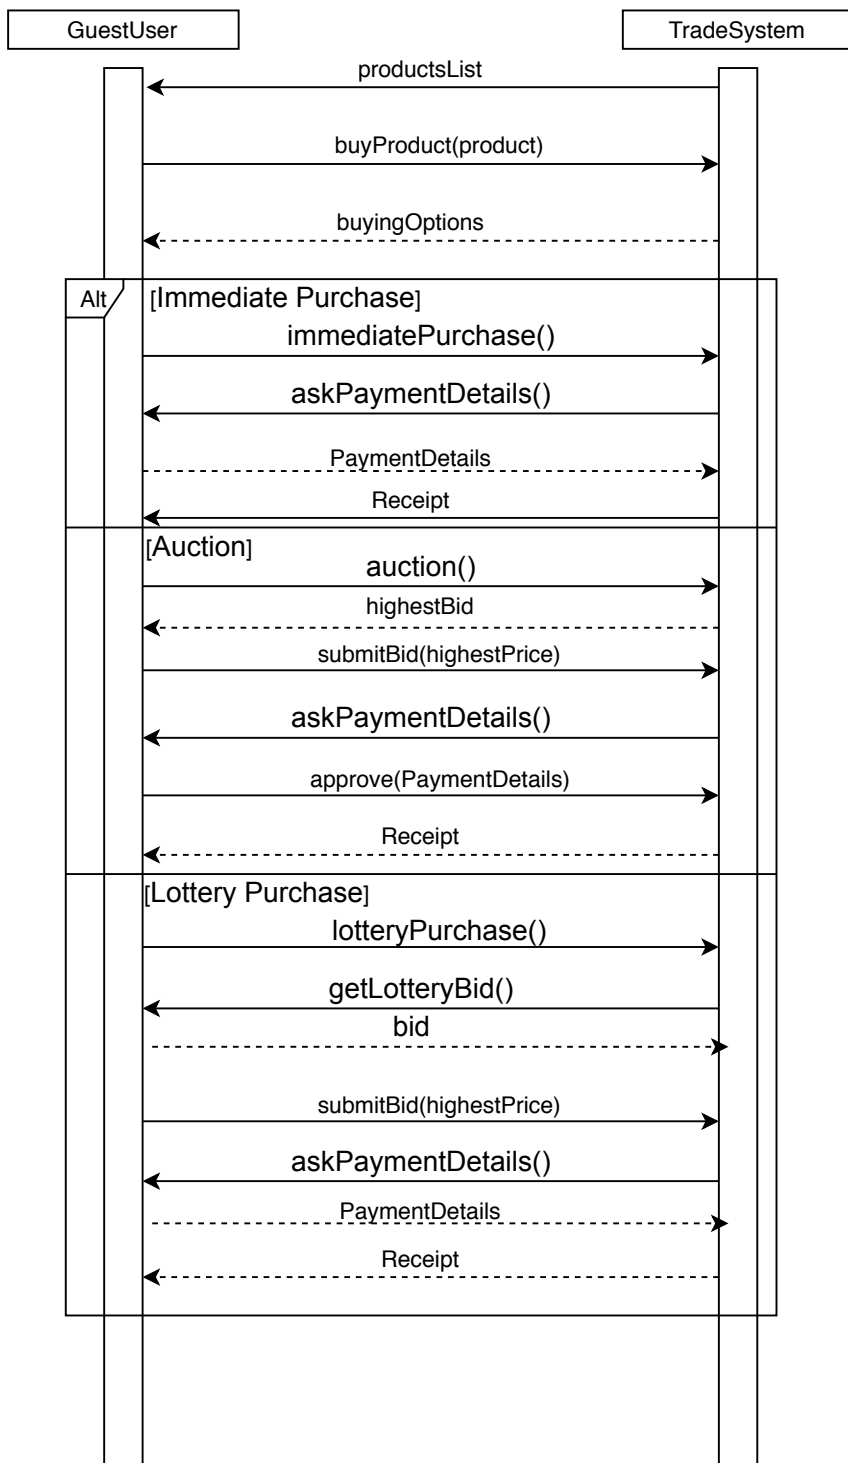 GuestUser
TradeSystem
productsList
buyProduct(product)
buyingOptions
Alt
[Immediate Purchase]
immediatePurchase()
askPaymentDetails()
PaymentDetails
Receipt
[Auction]
auction()
highestBid
submitBid(highestPrice)
askPaymentDetails()
approve(PaymentDetails)
Receipt
[Lottery Purchase]
lotteryPurchase()
getLotteryBid()
bid
submitBid(highestPrice)
askPaymentDetails()
PaymentDetails
Receipt